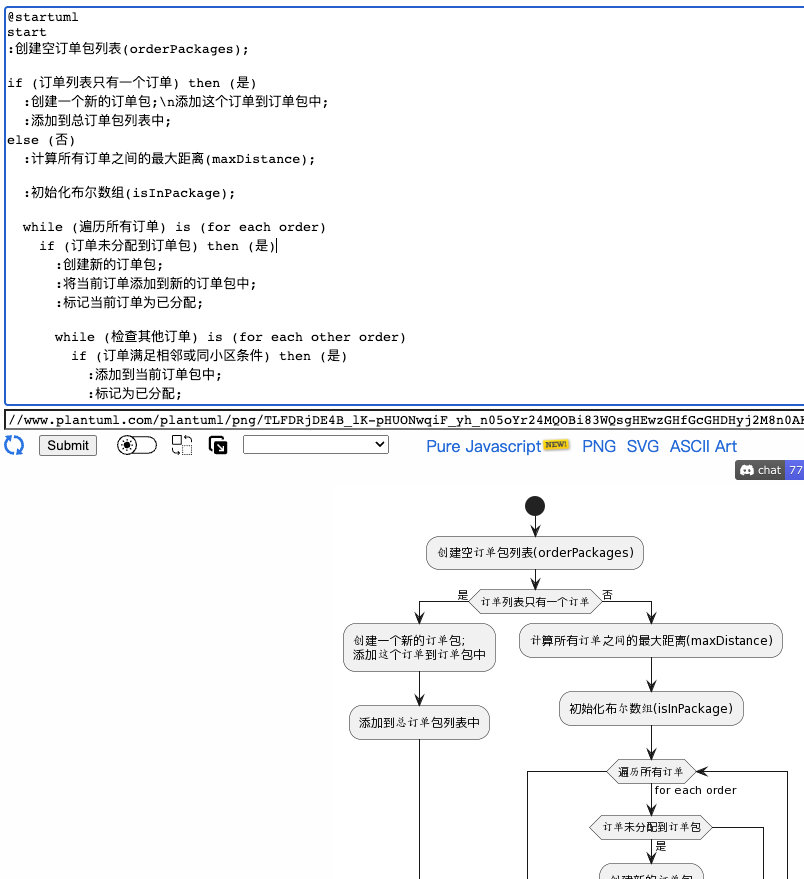 @startuml
start
:创建空订单包列表(orderPackages);
if (订单列表只有一个订单) then (是)
:创建一个新的订单包;\n添加这个订单到订单包中;
:添加到总订单包列表中;
else (否)
:计算所有订单之间的最大距离(maxDistance);
:初始化布尔数组(isInPackage);
while (遍历所有订单) is (for each order)
if (订单未分配到订单包) then (是)
:创建新的订单包;
:将当前订单添加到新的订单包中;
:标记当前订单为已分配;
while (检查其他订单) is (for each other order)
if (订单满足相邻或同小区条件) then (是)
:添加到当前订单包中;
:标记为已分配;
Submit
Pure Javascript NEW! PNG SVG ASCII Art
chat 77
创建空订单包列表(orderPackages)
是 订单列表只有一个订单 否
创建一个新的订单包;
添加这个订单到订单包中
计算所有订单之间的最大距离(maxDistance)
添加到总订单包列表中
初始化布尔数组(isInPackage)
遍历所有订单
for each order
订单未分配到订单包
是
创建新的订单包